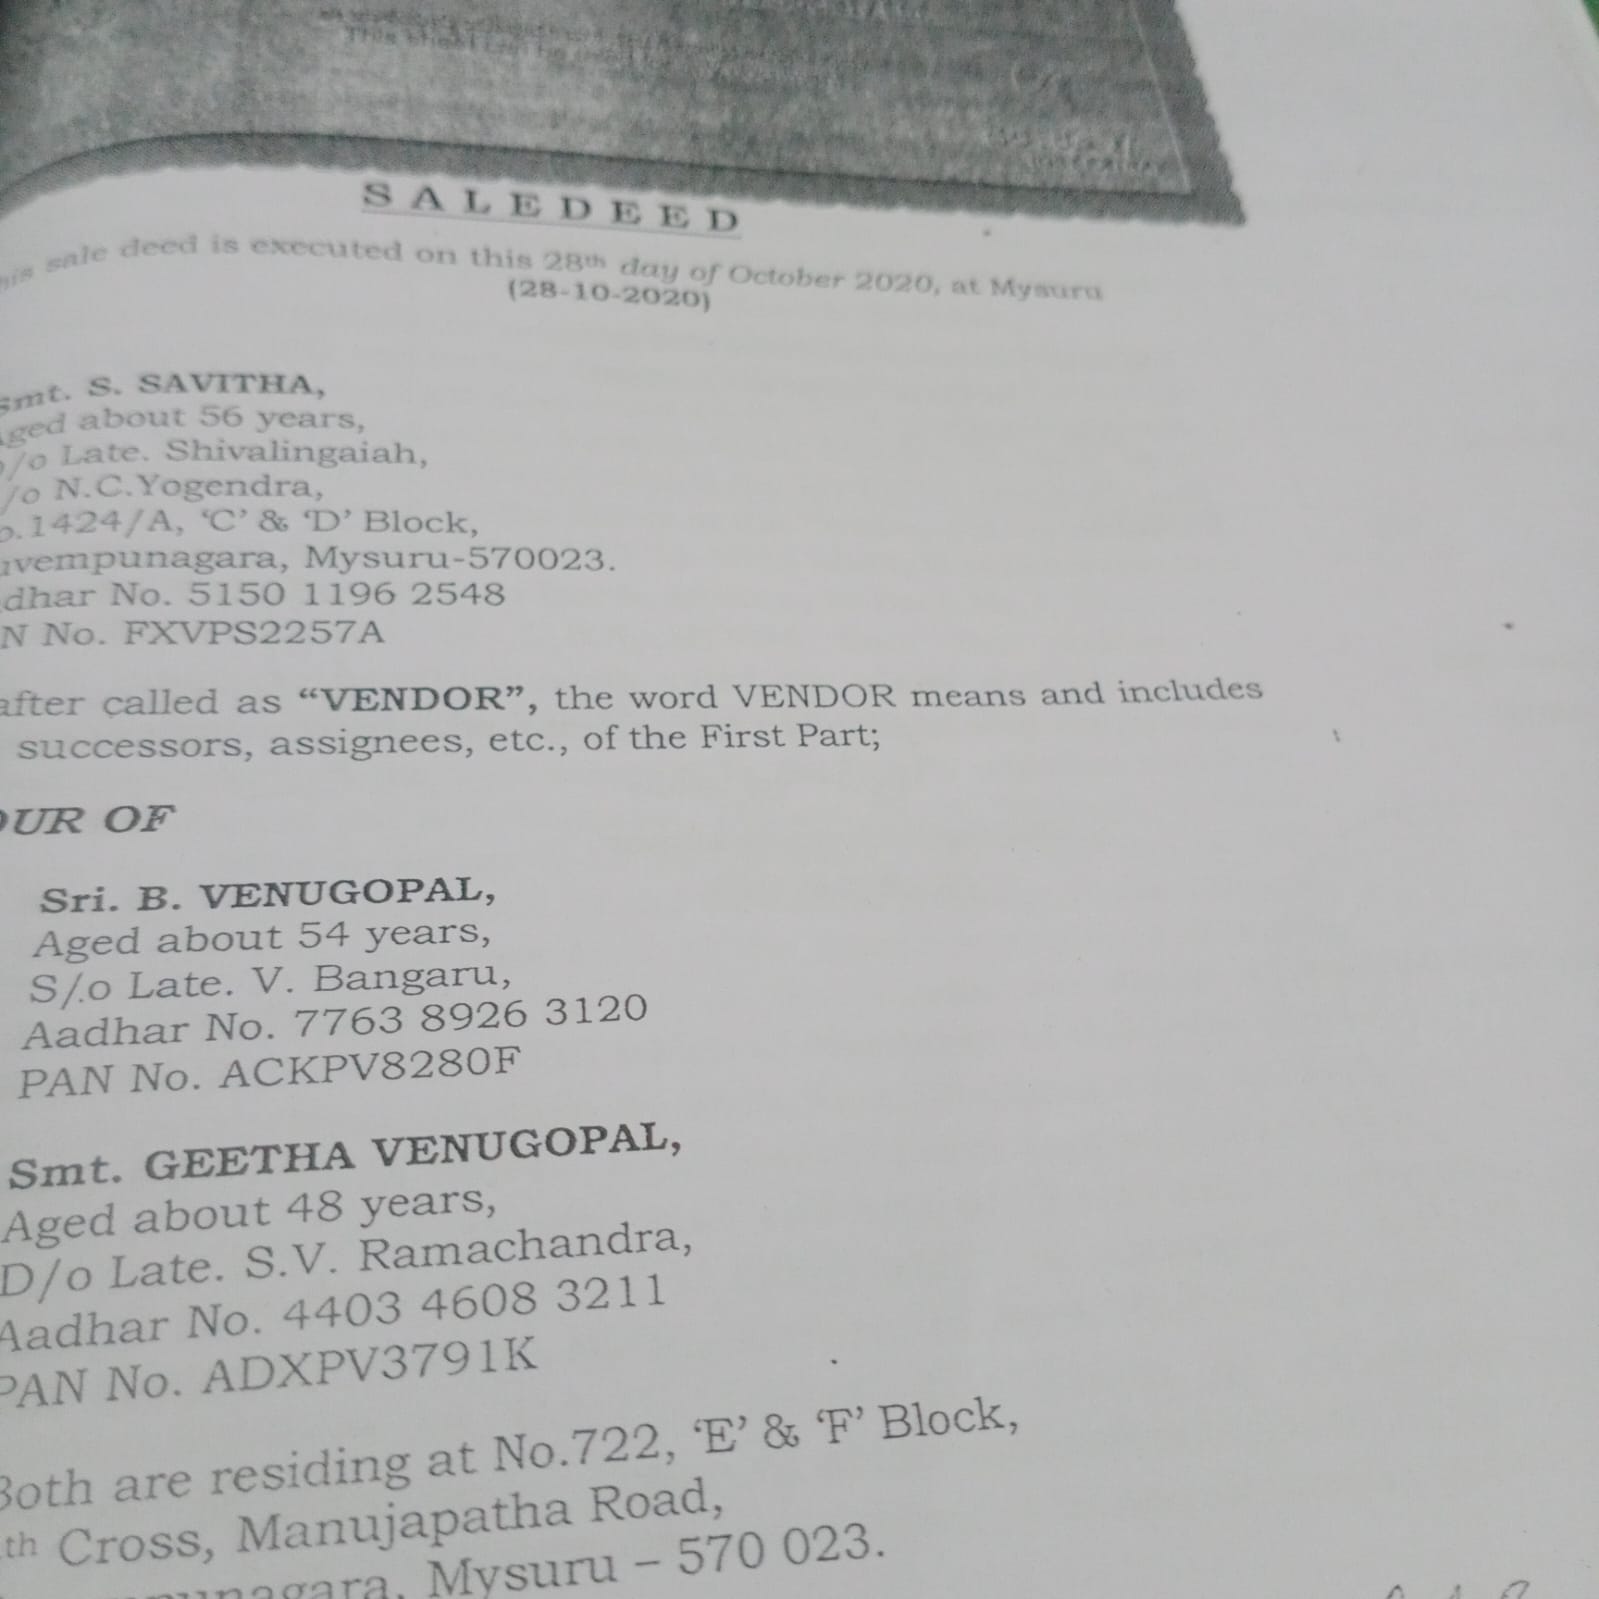 S A L E D E E D
his sale deed is executed on this 28th day of October 2020, at Mysuru
(28-10-2020)
Smt. S. SAVITHA,
Aged about 56 years,
D/o Late. Shivalingaiah,
/o N.C.Yogendra,
o.1424/A, ‘C’ & ‘D’ Block,
uvempunagara, Mysuru-570023.
dhar No. 5150 1196 2548
N No. FXVPS2257A
after called as “VENDOR”, the word VENDOR means and includes
successors, assignees, etc., of the First Part;
OUR OF
Sri. B. VENUGOPAL,
Aged about 54 years,
S/o Late. V. Bangaru,
Aadhar No. 7763 8926 3120
PAN No. ACKPV8280F
Smt. GEETHA VENUGOPAL,
Aged about 48 years,
D/o Late. S.V. Ramachandra,
Aadhar No. 4403 4608 3211
PAN No. ADXPV3791K
Both are residing at No.722, ‘E’ & ‘F’ Block,
th Cross, Manujapatha Road,
punagara, Mysuru – 570 023.